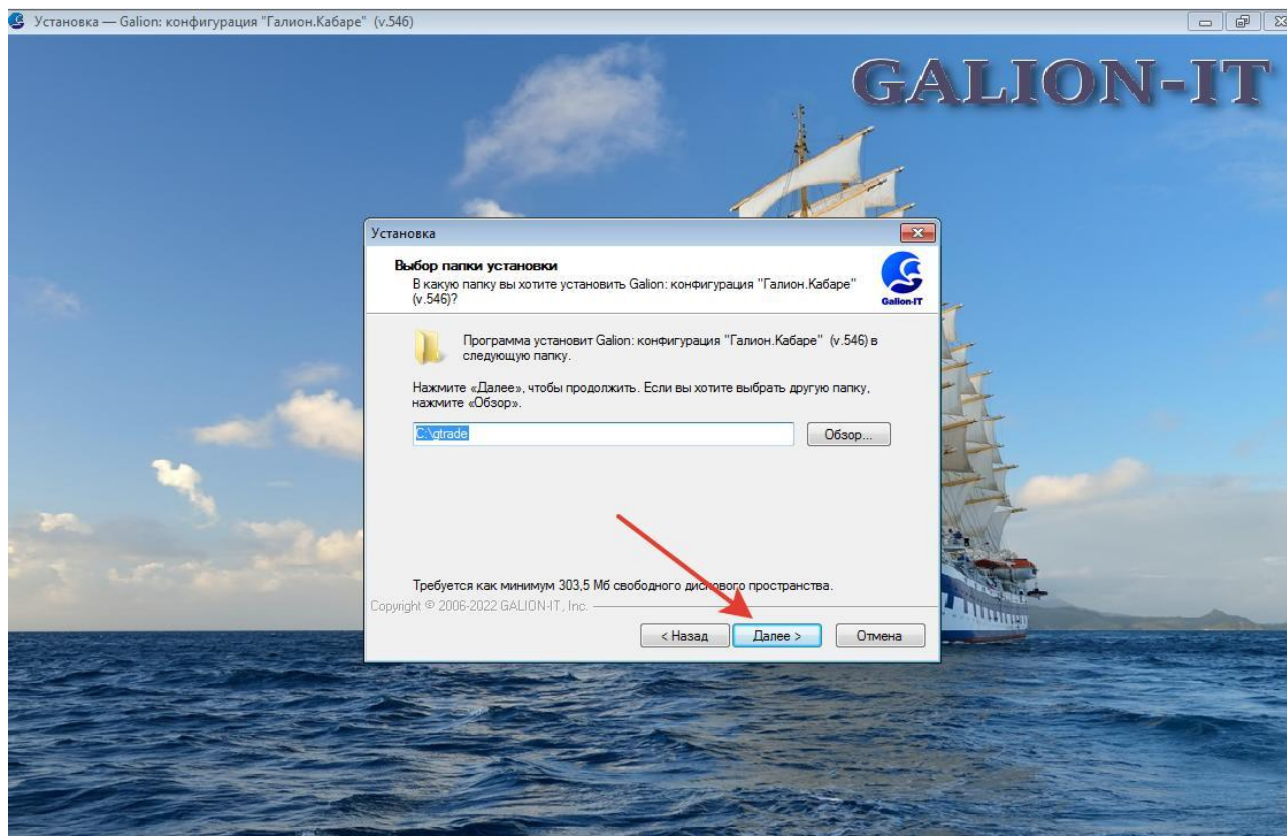 Установка — Galion: конфигурация "Галион.Кабаре" (v.546)
GALION-IT
Установка
Выбор папки установки
В какую папку вы хотите установить Galion: конфигурация "Галион.Кабаре"
(v.546)?
Galion-IT
Программа установит Galion: конфигурация "Галион.Кабаре" (v.546) в
следующую папку.
Нажмите «Далее», чтобы продолжить. Если вы хотите выбрать другую папку,
нажмите «Обзор».
C:\gtrade
Обзор...
Требуется как минимум 303,5 Мб свободного дискового пространства.
Copyright © 2006-2022 GALION-IT, Inc.
< Назад
Далее >
Отмена